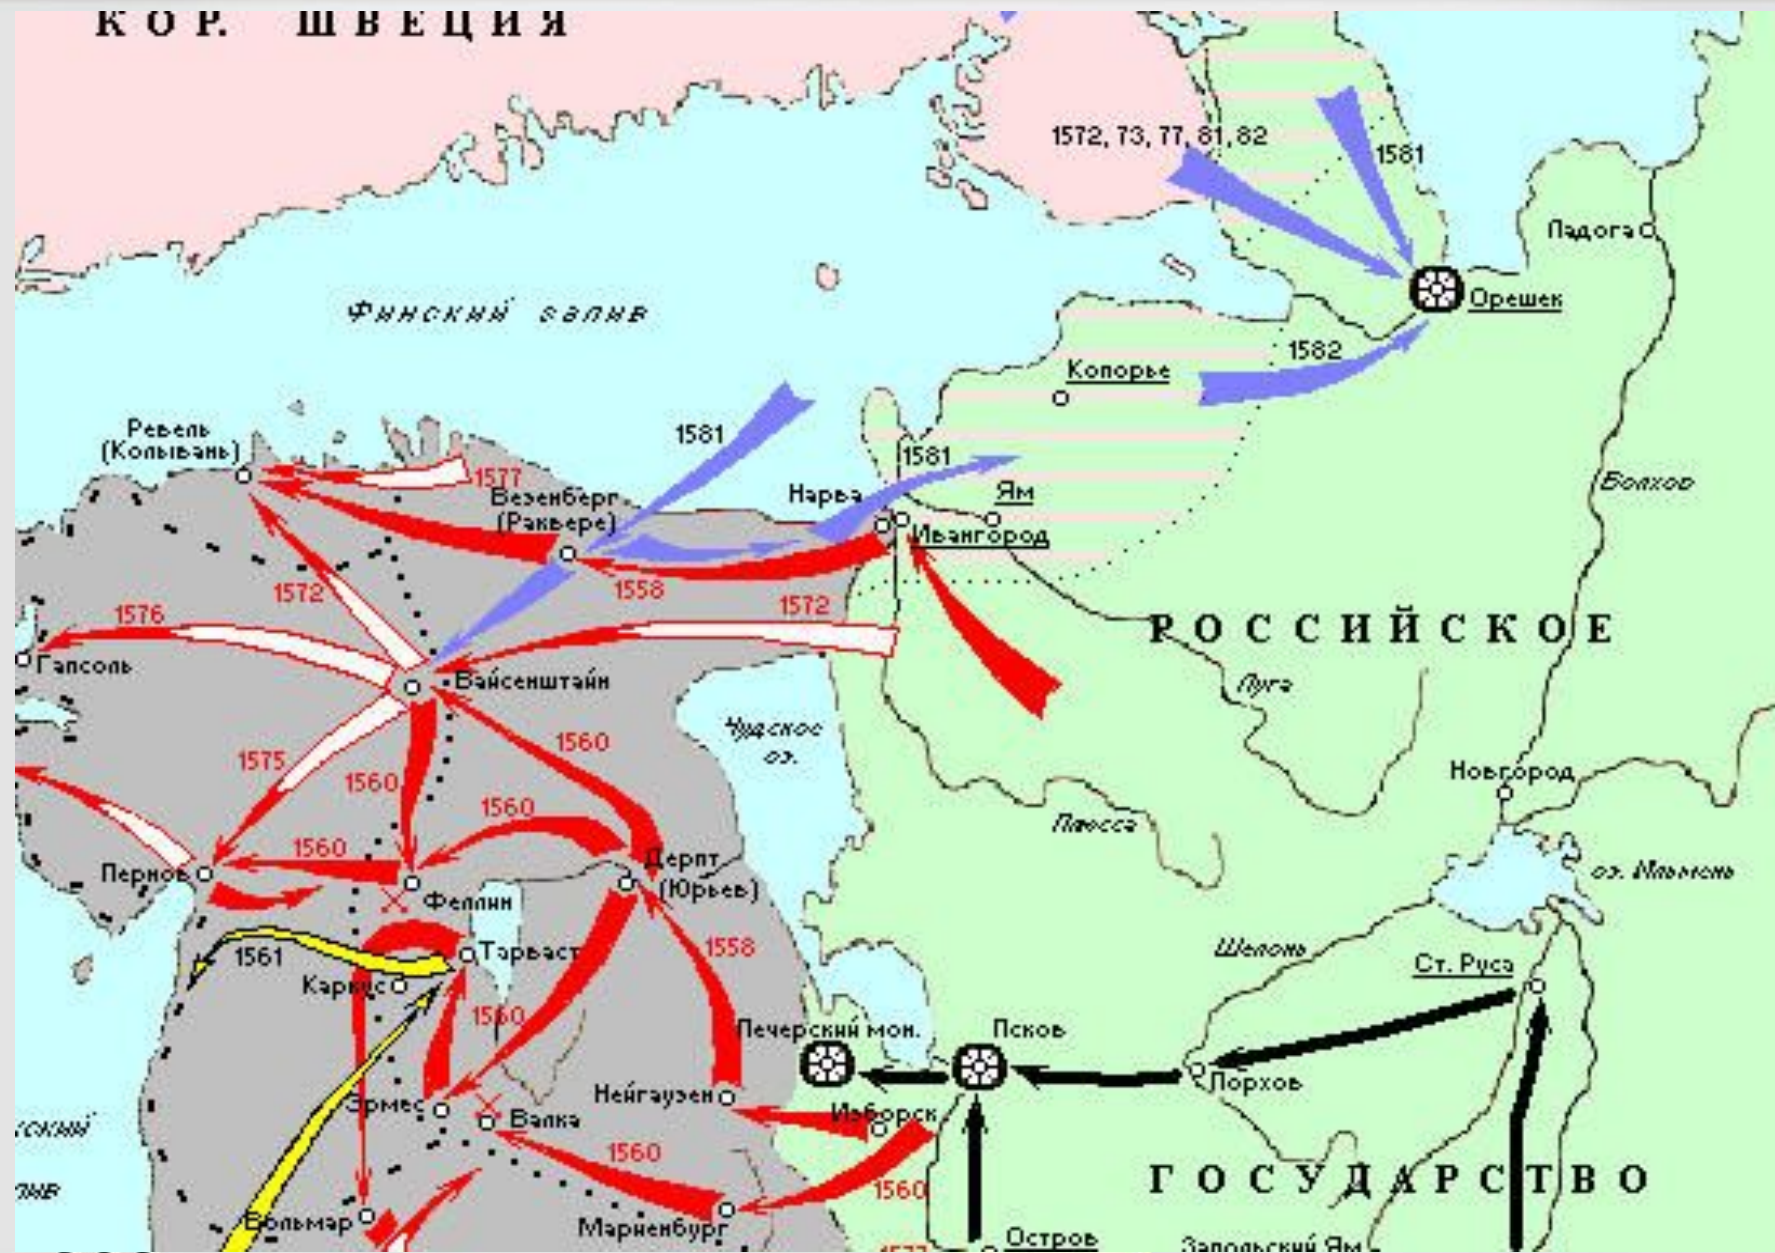 КОР. ШВЕЦИЯ
1572, 73, 77, 81, 82
1581
Ладога
Орешек
Финский залив
1582
Копорье
1581
Ревель
(Колывань)
1577
1581
Везенберг
(Раквере)
Нарва
Ям
Ивангород
Волхов
1572
1558
1572
1576
РОССИЙСКОЕ
Гапсоль
Вайсенштайн
Луга
Чудское
оз.
1560
1575
1560
Новгород
1560
Плюсса
1560
Пернов
Дерпт
(Юрьев)
Феллин
оз. Ильмень
1558
Шелонь
1561
Тарваст
Каркус
Ст. Руса
1560
Печерский мон.
Псков
Порхов
Нейгаузен
Эрмес
Валка
Изборск
1560
1560
ГОСУДАРСТВО
Вольмар
Мариенбург
Остров
Запольский Ям
1577